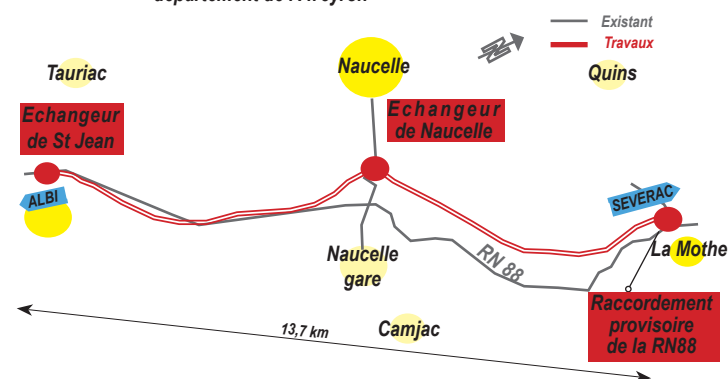 Existant
Travaux
Tauriac
Naucelle
Quins
Echangeur
de St Jean
Echangeur
de Naucelle
ALBI
SEVERAC
La Mothe
Naucelle
gare
RN 88
Raccordement
provisoire
de la RN88
13,7 km
Camjac